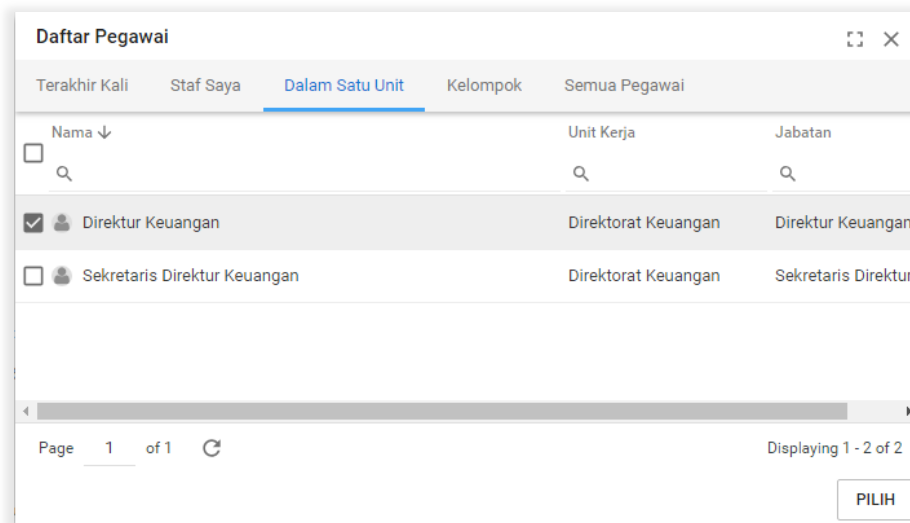 Daftar Pegawai
Terakhir Kali Staf Saya Dalam Satu Unit Kelompok Semua Pegawai
Nama Unit Kerja Jabatan
Direktur Keuangan Direktorat Keuangan Direktur Keuangan
Sekretaris Direktur Keuangan Direktorat Keuangan Sekretaris Direktur
Page 1 of 1 Displaying 1 - 2 of 2
PILIH